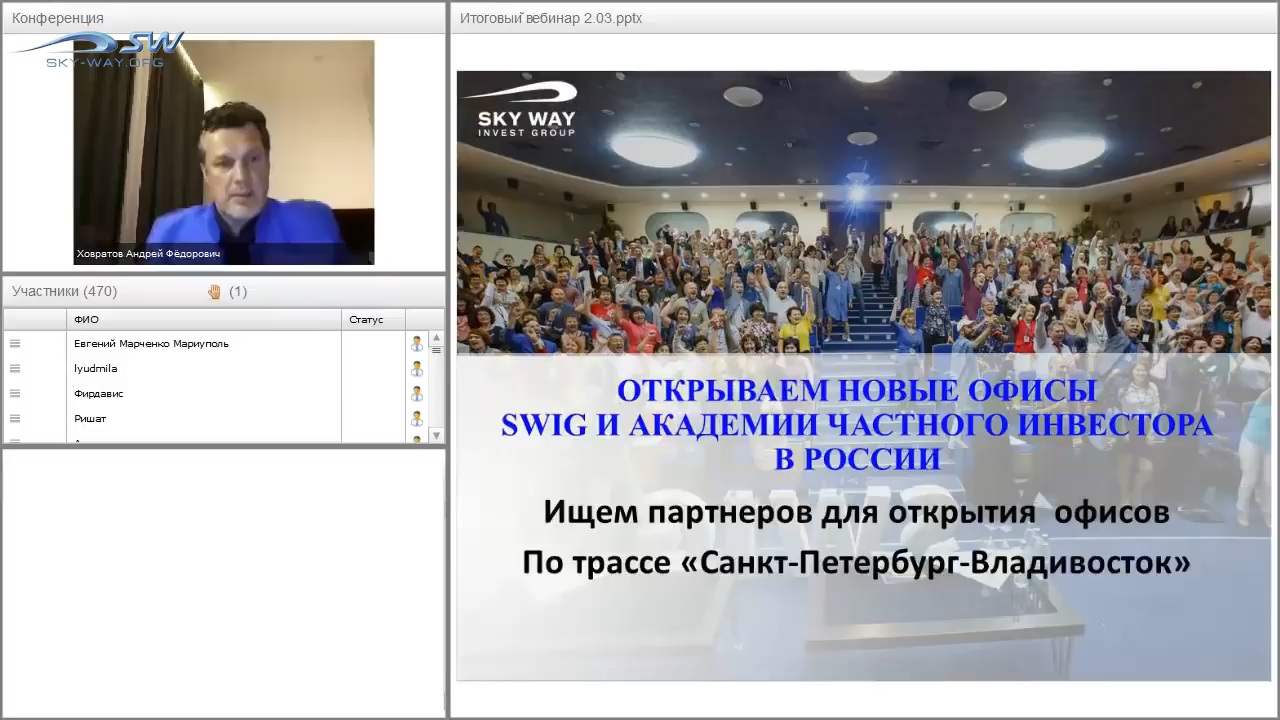 Конференция
SW
SKY-WAY.ORG
Ховратов Андрей Фёдорович
Участники (470)
(1)
ФИО
Статус
Евгений Марченко Мариуполь
lyudmila
Фирдавис
Ришат
Итоговый вебинар 2.03.pptx
SKY WAY
INVEST GROUP
ОТКРЫВАЕМ НОВЫЕ ОФИСЫ
SWIG И АКАДЕМИИ ЧАСТНОГО ИНВЕСТОРА
В РОССИИ
Ищем партнеров для открытия офисов
По трассе «Санкт-Петербург-Владивосток»